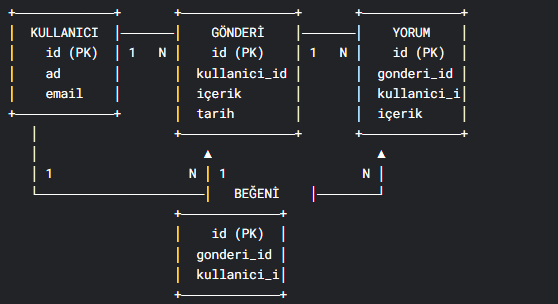 KULLANICI GÖNDERİ YORUM
id (PK) 1 N id (PK) 1 N id (PK)
ad kullanici_id gonderi_id
email içerik kullanici_i
tarih içerik
1 N 1 N
BEĞENİ
id (PK)
gonderi_id
kullanici_i